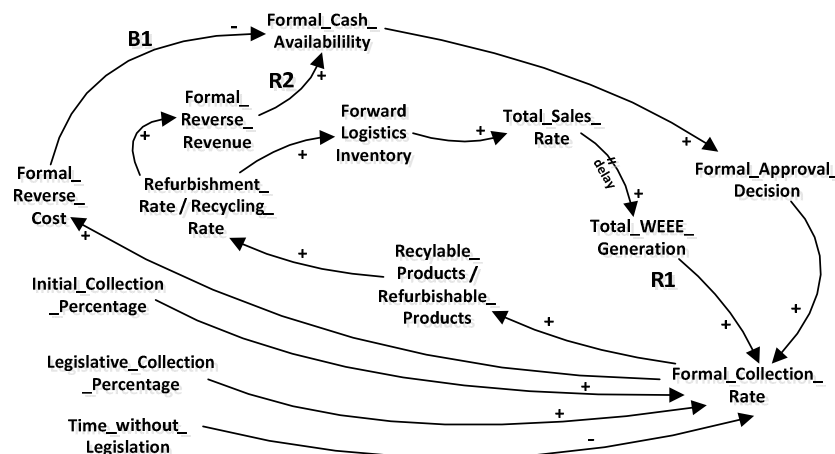 B1
-
Formal_Cash_
Availabilility
R2
+
Formal_
Reverse_
Revenue
+
Forward
Logistics
Inventory
+
Total_Sales_
Rate
+
Formal_Approval_
Decision
Formal_
Reverse_
Cost
+
Refurbishment_
Rate / Recycling_
Rate
+
delay
+
Total_WEEE_
Generation
R1
+
+
Recylable_
Products /
Refurbishable_
Products
+
+
Initial_Collection
_Percentage
+
Legislative_Collection
_Percentage
+
Time_without_
Legislation
-
Formal_Collection_
Rate